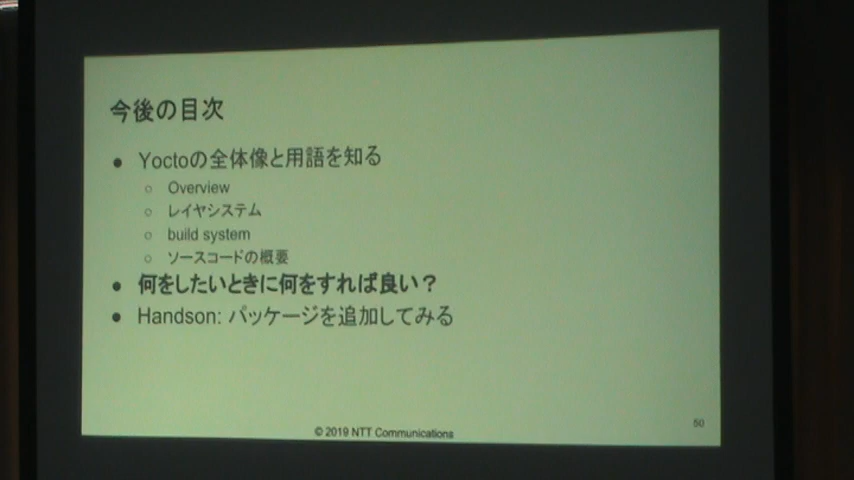 今後の目次
● Yoctoの全体像と用語を知る
○ Overview
○ レイヤシステム
○ build system
○ ソースコードの概要
● 何をしたいときに何をすれば良い？
● Handson: パッケージを追加してみる
© 2019 NTT Communications
50